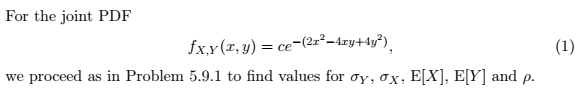 For the joint PDF
f_{X,Y}(x, y) = ce^{-(2x^2-4xy+4y^2)}, (1)
we proceed as in Problem 5.9.1 to find values for σ_Y, σ_X, E[X], E[Y] and ρ.